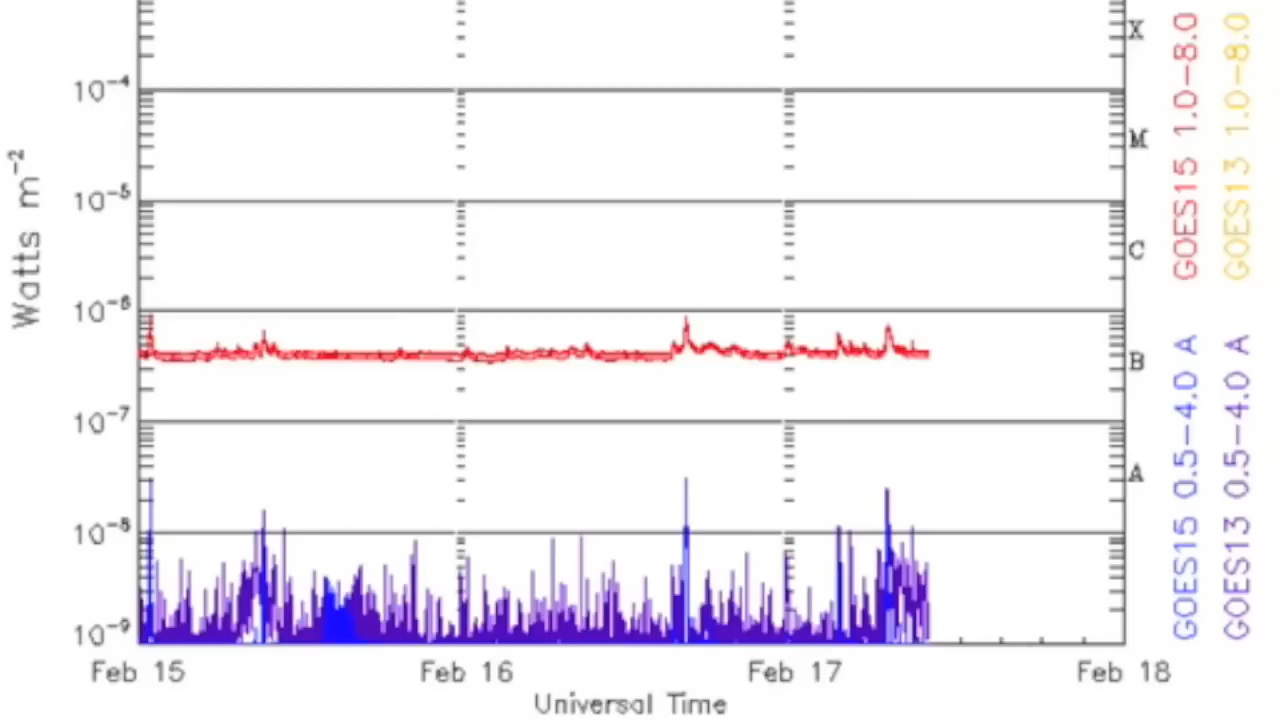 X
10⁻⁴
M
10⁻⁵
C
10⁻⁶
B
10⁻⁷
A
10⁻⁸
10⁻⁹
Watts m⁻²
Feb 15 Feb 16 Feb 17 Feb 18
Universal Time
GOES15 1.0-8.0
GOES13 1.0-8.0
GOES15 0.5-4.0 A
GOES13 0.5-4.0 A